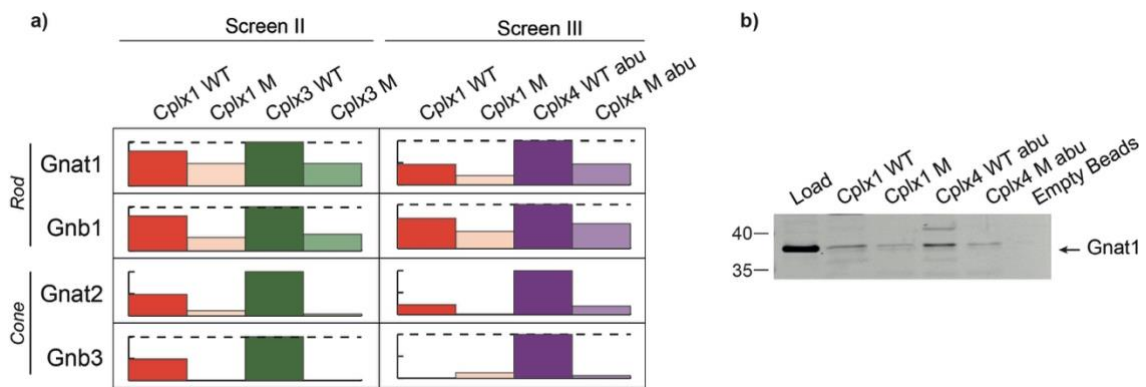 a)
Screen II
Screen III
Cplx1 WT
Cplx1 M
Cplx3 WT
Cplx3 M
Cplx1 WT
Cplx1 M
Cplx4 WT abu
Cplx4 M abu
Rod
Gnat1
Gnb1
Cone
Gnat2
Gnb3
b)
Load
Cplx1 WT
Cplx1 M
Cplx4 WT abu
Cplx4 M abu
Empty Beads
40
35
Gnat1